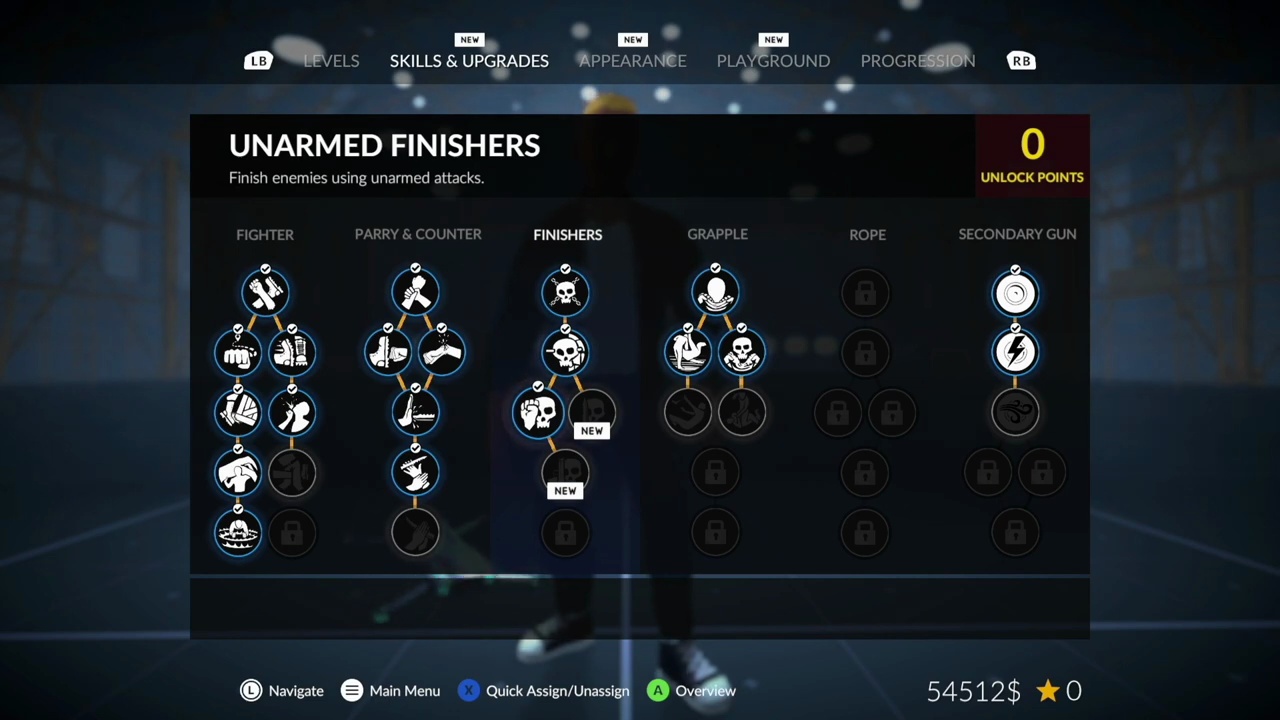 NEW NEW NEW
LB LEVELS SKILLS & UPGRADES APPEARANCE PLAYGROUND PROGRESSION RB
UNARMED FINISHERS
Finish enemies using unarmed attacks.
0
UNLOCK POINTS
FIGHTER PARRY & COUNTER FINISHERS GRAPPLE ROPE SECONDARY GUN
NEW
NEW
L Navigate Main Menu X Quick Assign/Unassign A Overview
54512$ 0